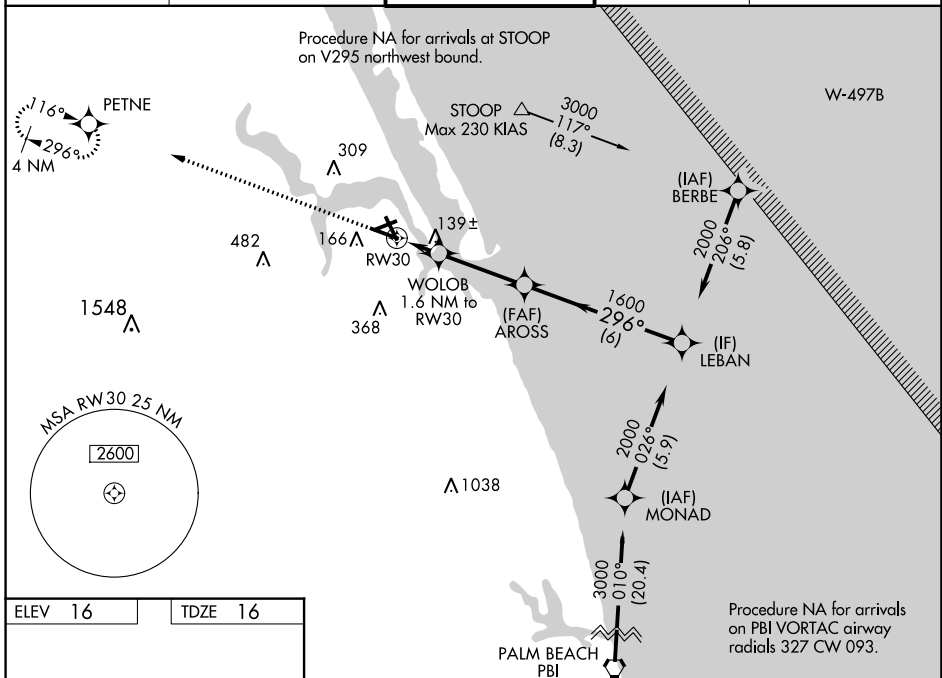 Procedure NA for arrivals at STOOP
on V295 northwest bound.
W-497B
116°
PETNE
296°
4 NM
STOOP
Max 230 KIAS
3000
117°
(8.3)
309
(IAF)
BERBE
2000
206°
(5.8)
482
166
139±
RW30
WOLOB
1.6 NM to
RW30
(FAF)
AROSS
1600
296°
(6)
(IF)
LEBAN
1548
368
MSA RW30 25 NM
2600
2000
026°
(5.9)
1038
(IAF)
MONAD
3000
010°
(20.4)
ELEV 16
TDZE 16
Procedure NA for arrivals
on PBI VORTAC airway
radials 327 CW 093.
PALM BEACH
PBI